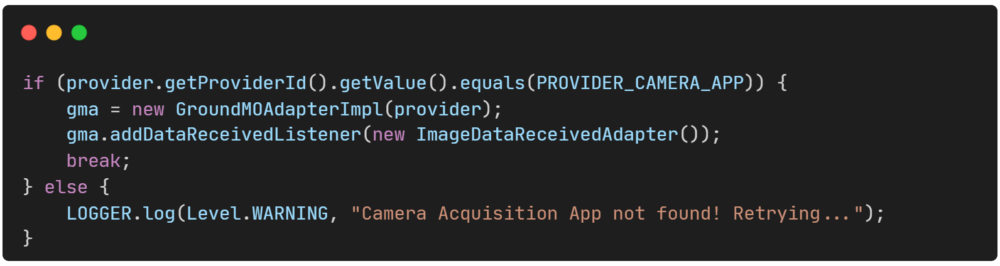 if (provider.getProviderId().getValue().equals(PROVIDER_CAMERA_APP)) {
    gma = new GroundMOAdapterImpl(provider);
    gma.addDataReceivedListener(new ImageDataReceivedAdapter());
    break;
} else {
    LOGGER.log(Level.WARNING, "Camera Acquisition App not found! Retrying...");
}